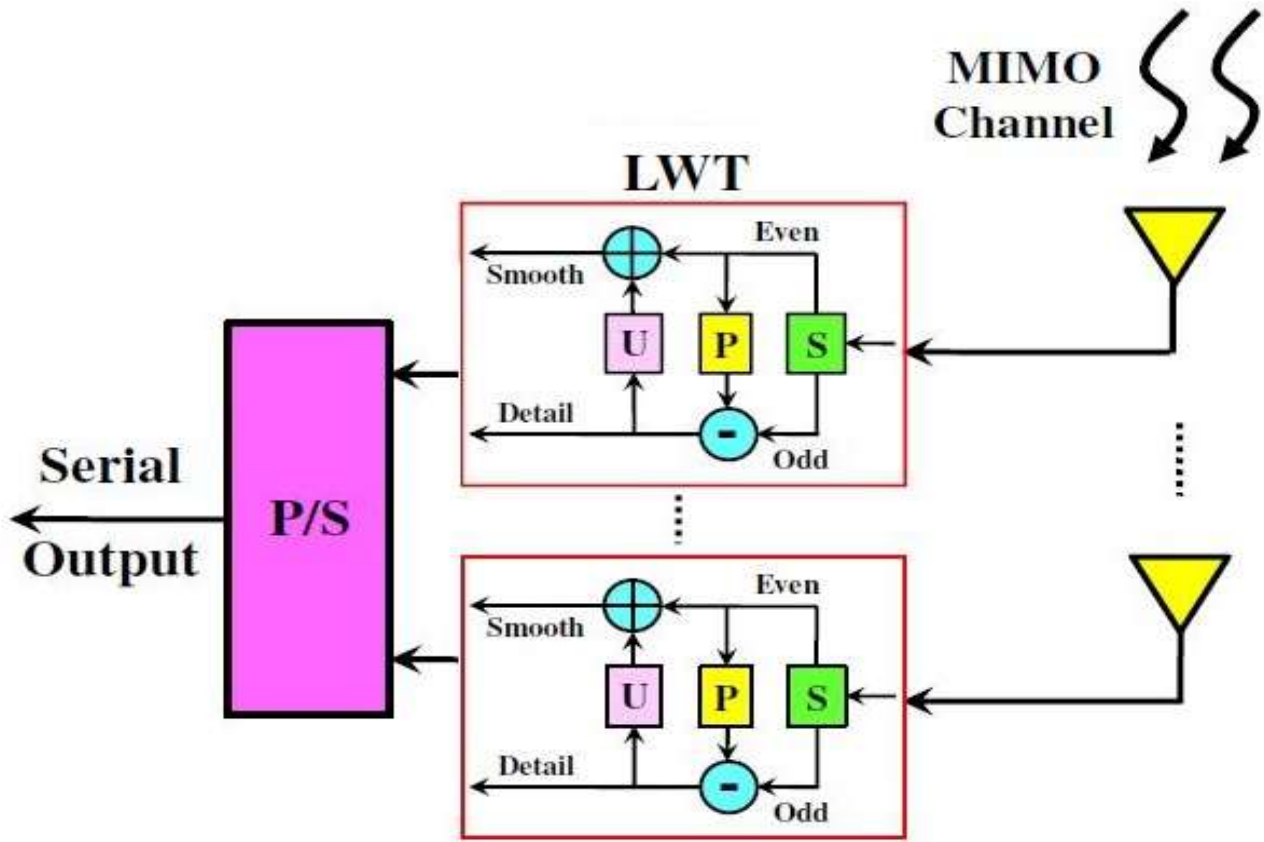 MIMO
Channel
LWT
Even
Smooth
U
P
S
Detail
-
Odd
Serial
P/S
Output
Even
Smooth
U
P
S
Detail
-
Odd